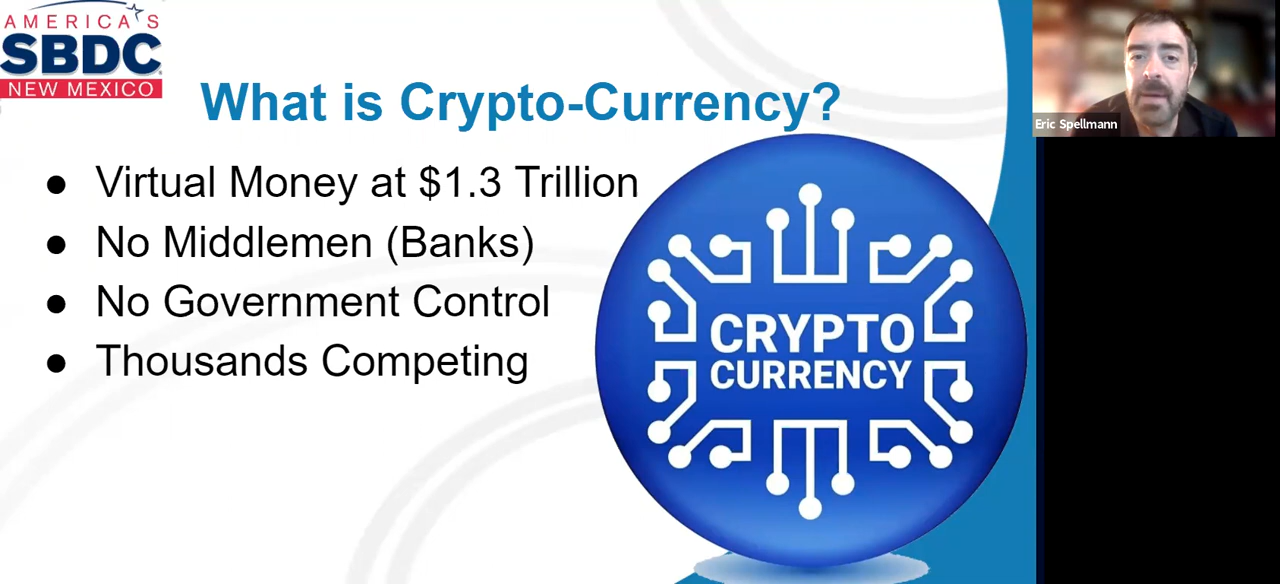 AMERICA'S
SBDC
NEW MEXICO
What is Crypto-Currency?
● Virtual Money at $1.3 Trillion
● No Middlemen (Banks)
● No Government Control
● Thousands Competing
CRYPTO
CURRENCY
Eric Spellmann